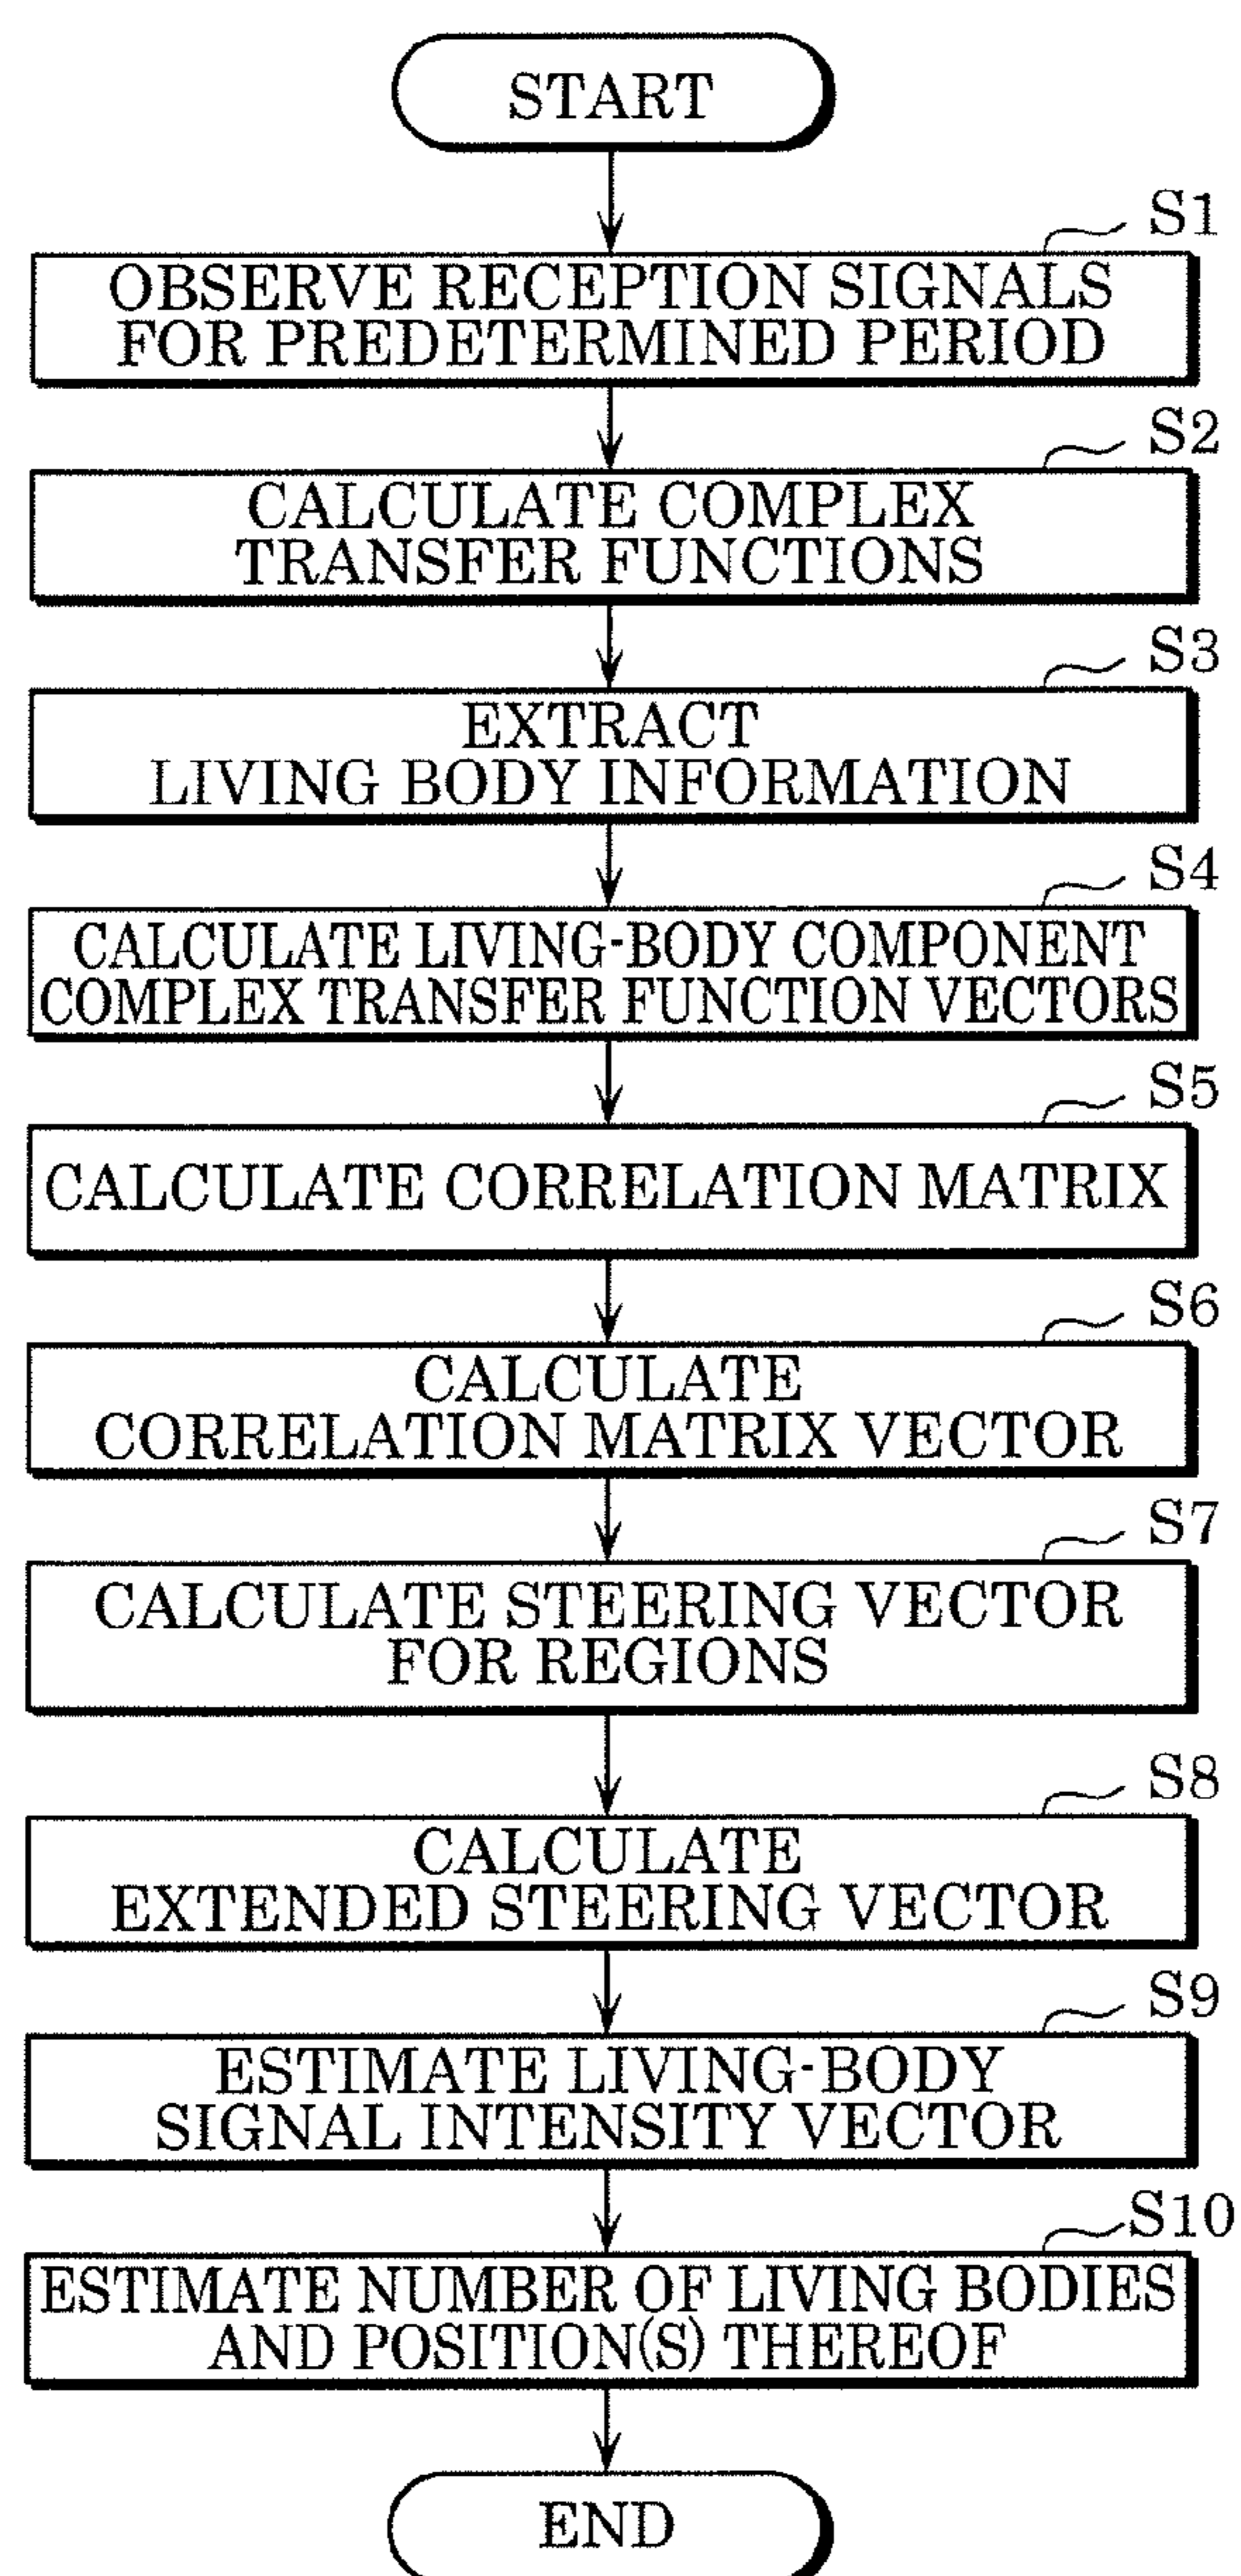 START
S1
OBSERVE RECEPTION SIGNALS
FOR PREDETERMINED PERIOD
S2
CALCULATE COMPLEX
TRANSFER FUNCTIONS
S3
EXTRACT
LIVING BODY INFORMATION
S4
CALCULATE LIVING-BODY COMPONENT
COMPLEX TRANSFER FUNCTION VECTORS
S5
CALCULATE CORRELATION MATRIX
S6
CALCULATE
CORRELATION MATRIX VECTOR
S7
CALCULATE STEERING VECTOR
FOR REGIONS
S8
CALCULATE
EXTENDED STEERING VECTOR
S9
ESTIMATE LIVING-BODY
SIGNAL INTENSITY VECTOR
S10
ESTIMATE NUMBER OF LIVING BODIES
AND POSITION(S) THEREOF
END